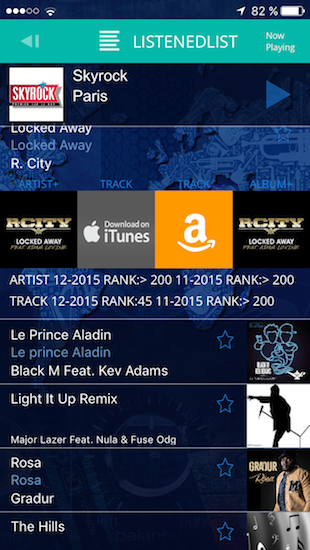 82 %
LISTENEDLIST
Now
Playing
SKYROCK
PREMIER SUR LE RAP
Skyrock
Paris
Locked Away
Locked Away
R. City
ARTIST+ TRACK TRACK ALBUM+
RCITY
LOCKED AWAY
FEAT. ADAM LEVINE
Download on
iTunes
a
RCITY
LOCKED AWAY
FEAT. ADAM LEVINE
ARTIST 12-2015 RANK:> 200 11-2015 RANK:> 200
TRACK 12-2015 RANK:45 11-2015 RANK:> 200
Le Prince Aladin
Le prince Aladin
Black M Feat. Kev Adams
Light It Up Remix
Major Lazer Feat. Nula & Fuse Odg
Rosa
Rosa
Gradur
GRADUR
Rosa
The Hills